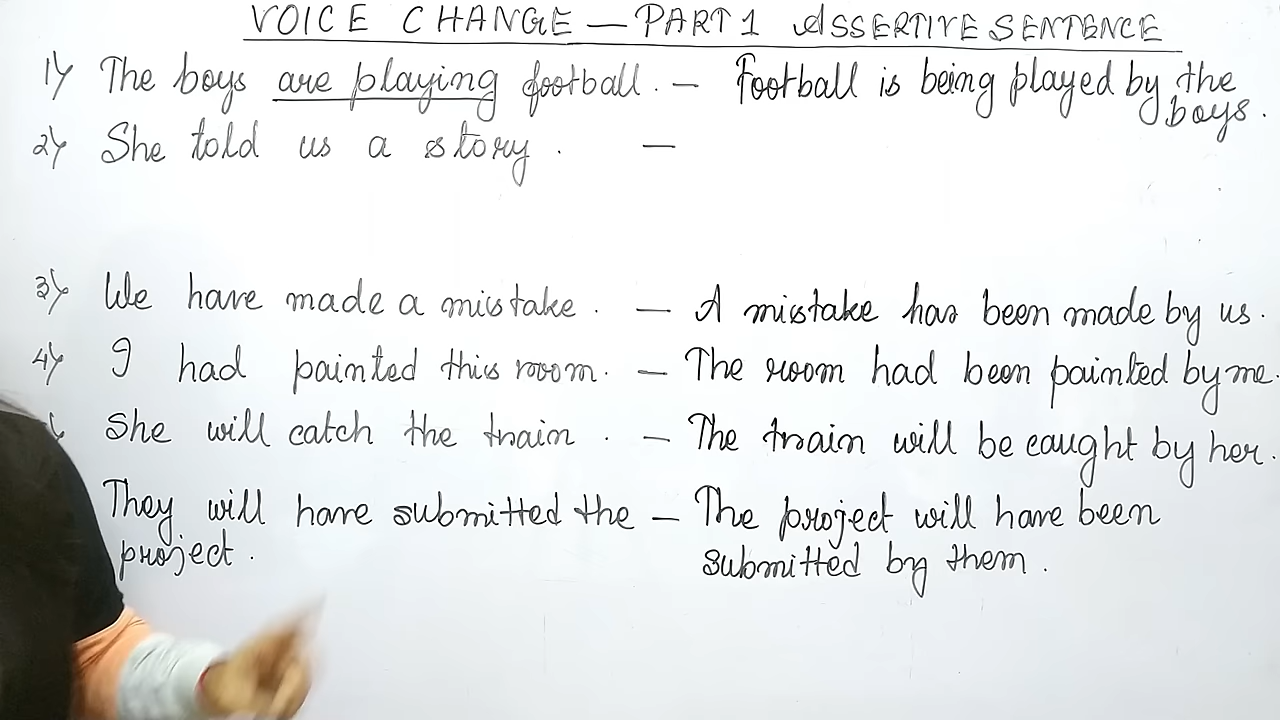 VOICE CHANGE — PART 1 ASSERTIVE SENTENCE
1) The boys are playing football. — Football is being played by the
boys.
2) She told us a story. —
3) We have made a mistake. — A mistake has been made by us.
4) I had painted this room. — The room had been painted by me.
She will catch the train. — The train will be caught by her.
They will have submitted the — The project will have been
project. submitted by them.